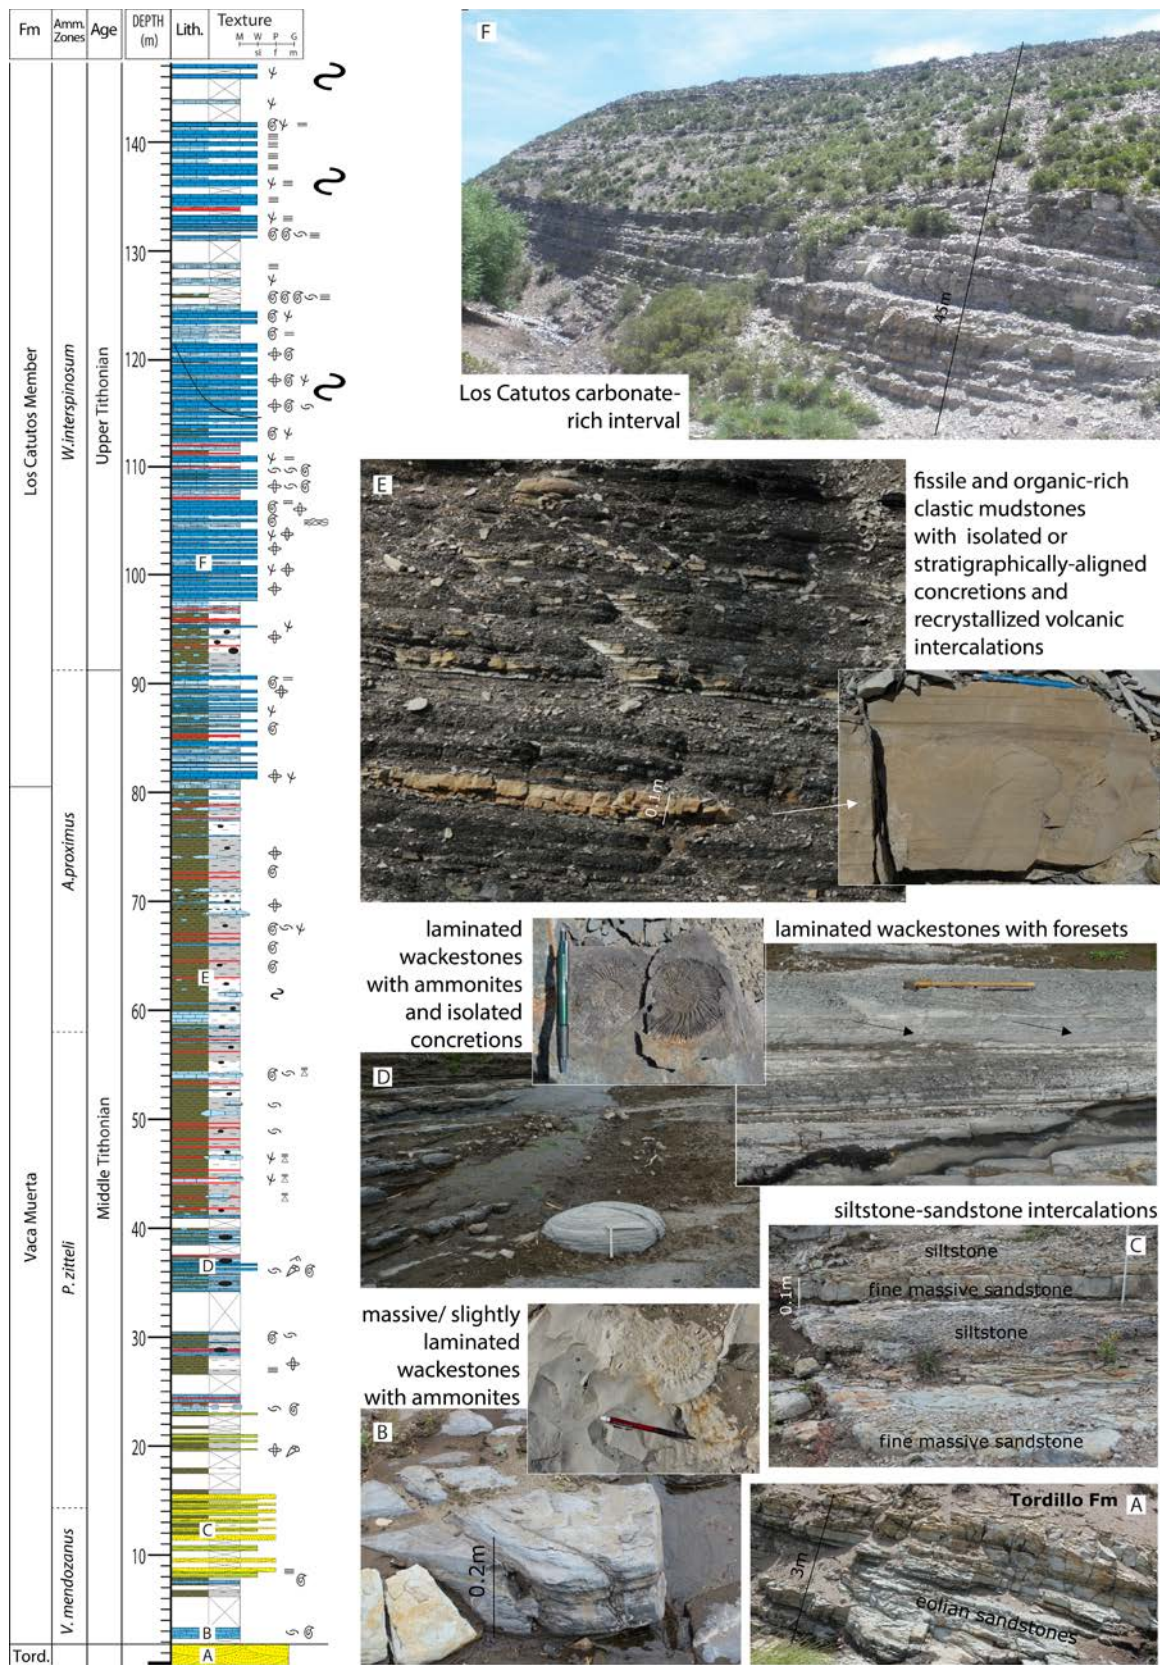 Fm
Amm.
Zones
Age
DEPTH
(m)
Lith.
Texture
M W P G
si f m
140
130
120
110
100
90
80
70
60
50
40
30
20
10
Los Catutos Member
Vaca Muerta
Tord.
W.interspinosum
A.proximus
P. zitteli
V. mendozanus
Upper Tithonian
Middle Tithonian
F
E
D
C
B
A
F
45m
Los Catutos carbonate-
rich interval
E
0.1m
fissile and organic-rich
clastic mudstones
with isolated or
stratigraphically-aligned
concretions and
recrystallized volcanic
intercalations
laminated
wackestones
with ammonites
and isolated
concretions
D
laminated wackestones with foresets
siltstone-sandstone intercalations
C
siltstone
0.1m
fine massive sandstone
siltstone
fine massive sandstone
massive/ slightly
laminated
wackestones
with ammonites
B
0.2m
Tordillo Fm
A
3m
eolian sandstones